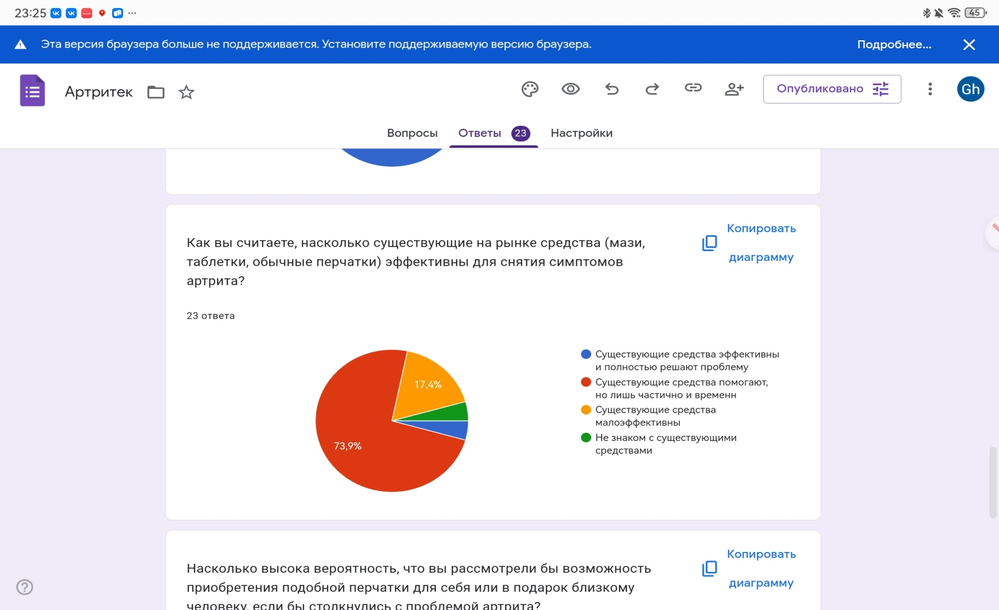 23:25
45
Эта версия браузера больше не поддерживается. Установите поддерживаемую версию браузера.
Подробнее...
Артритек
Опубликовано
Gh
Вопросы
Ответы 23
Настройки
Как вы считаете, насколько существующие на рынке средства (мази,
таблетки, обычные перчатки) эффективны для снятия симптомов
артрита?
Копировать
диаграмму
23 ответа
17,4%
73,9%
Существующие средства эффективны
и полностью решают проблему
Существующие средства помогают,
но лишь частично и временн
Существующие средства
малоэффективны
Не знаком с существующими
средствами
Насколько высока вероятность, что вы рассмотрели бы возможность
приобретения подобной перчатки для себя или в подарок близкому
человеку, если бы столкнулись с проблемой артрита?
Копировать
диаграмму